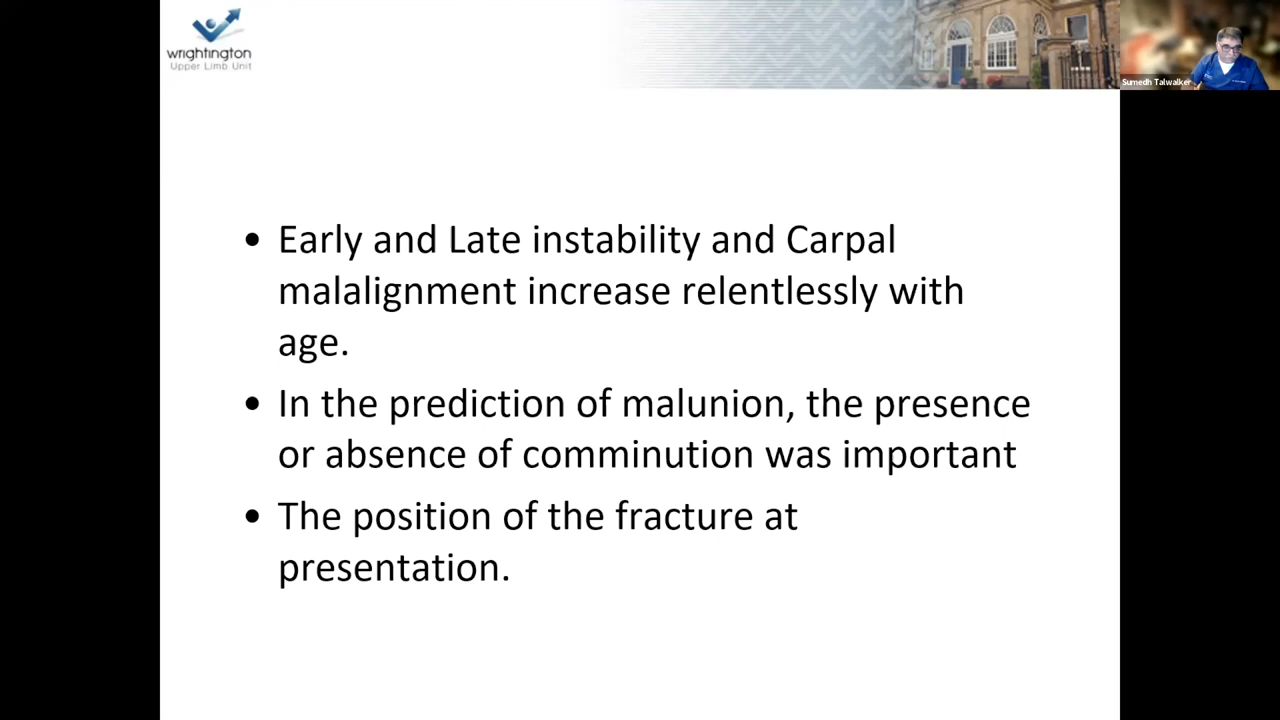 wrightington
Upper Limb Unit
Sumedh Talwalker
• Early and Late instability and Carpal
malalignment increase relentlessly with
age.
• In the prediction of malunion, the presence
or absence of comminution was important
• The position of the fracture at
presentation.